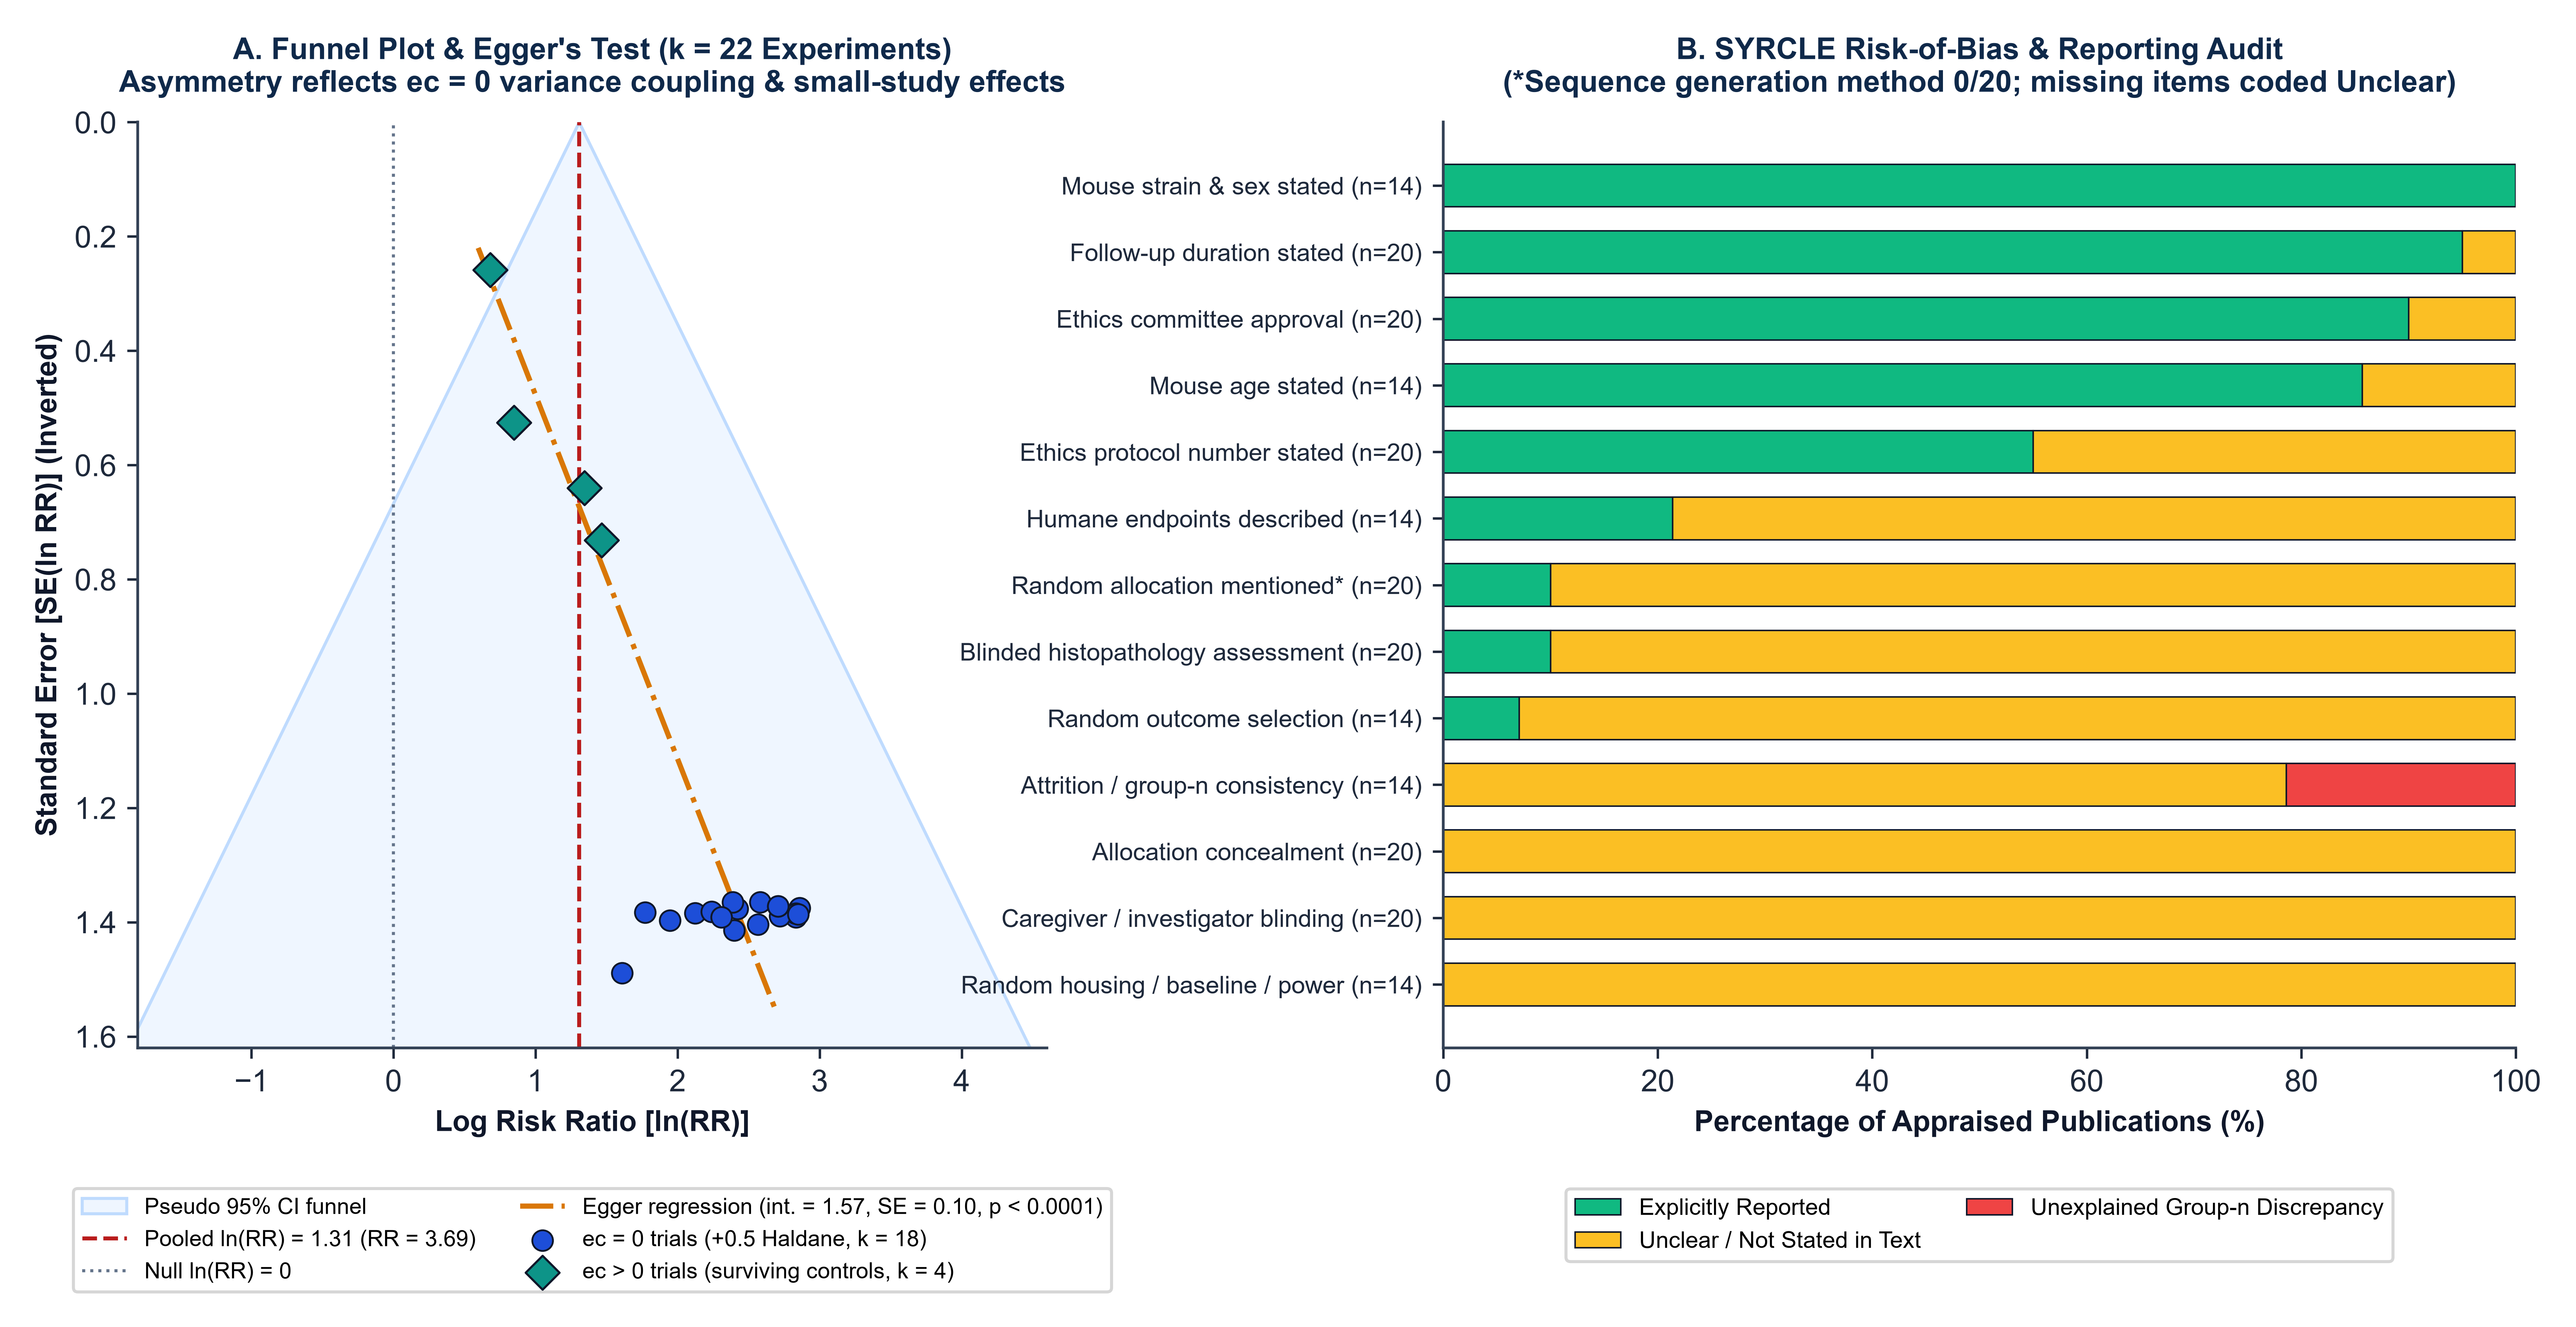 A. Funnel Plot & Egger's Test (k = 22 Experiments)
Asymmetry reflects ec = 0 variance coupling & small-study effects
Standard Error [SE(ln RR)] (Inverted)
0.0
0.2
0.4
0.6
0.8
1.0
1.2
1.4
1.6
−1
0
1
2
3
4
Log Risk Ratio [ln(RR)]
Pseudo 95% CI funnel
Pooled ln(RR) = 1.31 (RR = 3.69)
Null ln(RR) = 0
Egger regression (int. = 1.57, SE = 0.10, p < 0.0001)
ec = 0 trials (+0.5 Haldane, k = 18)
ec > 0 trials (surviving controls, k = 4)
B. SYRCLE Risk-of-Bias & Reporting Audit
(*Sequence generation method 0/20; missing items coded Unclear)
Mouse strain & sex stated (n=14)
Follow-up duration stated (n=20)
Ethics committee approval (n=20)
Mouse age stated (n=14)
Ethics protocol number stated (n=20)
Humane endpoints described (n=14)
Random allocation mentioned* (n=20)
Blinded histopathology assessment (n=20)
Random outcome selection (n=14)
Attrition / group-n consistency (n=14)
Allocation concealment (n=20)
Caregiver / investigator blinding (n=20)
Random housing / baseline / power (n=14)
0
20
40
60
80
100
Percentage of Appraised Publications (%)
Explicitly Reported
Unclear / Not Stated in Text
Unexplained Group-n Discrepancy